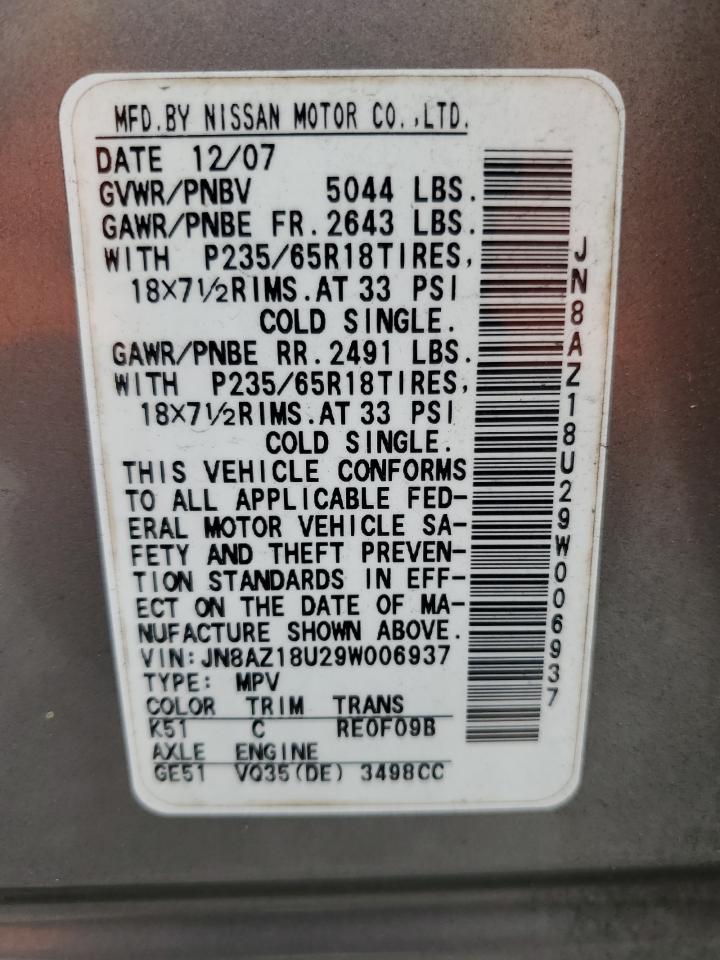 MFD.BY NISSAN MOTOR CO.,LTD.
DATE 12/07
GVWR/PNBV 5044 LBS.
GAWR/PNBE FR.2643 LBS.
WITH P235/65R18TIRES,
18X7½RIMS.AT 33 PSI
COLD SINGLE.
GAWR/PNBE RR.2491 LBS.
WITH P235/65R18TIRES,
18X7½RIMS.AT 33 PSI
COLD SINGLE.
THIS VEHICLE CONFORMS
TO ALL APPLICABLE FED-
ERAL MOTOR VEHICLE SA-
FETY AND THEFT PREVEN-
TION STANDARDS IN EFF-
ECT ON THE DATE OF MA-
NUFACTURE SHOWN ABOVE.
VIN:JN8AZ18U29W006937
TYPE: MPV
COLOR TRIM TRANS
K51 C RE0F09B
AXLE ENGINE
GE51 VQ35(DE) 3498CC
JN8AZ18U29W006937